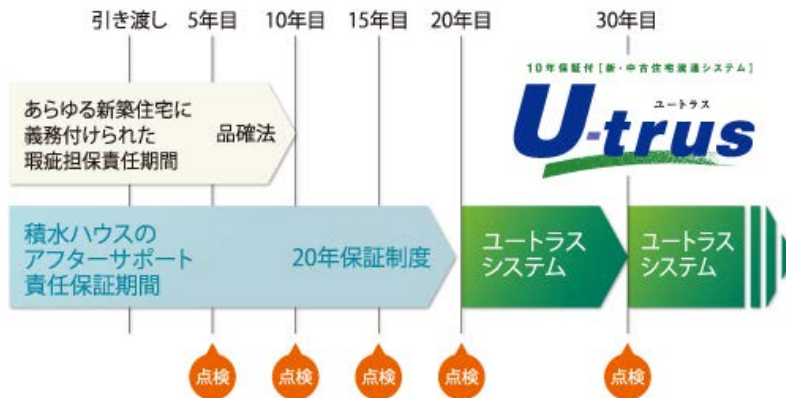 引き渡し 5年目 10年目 15年目 20年目 30年目
10年保証付[新・中古住宅流通システム]
ユートラス
U-trus
あらゆる新築住宅に
義務付けられた
瑕疵担保責任期間
品確法
積水ハウスの
アフターサポート
責任保証期間
20年保証制度
ユートラス
システム
ユートラス
システム
点検 点検 点検 点検 点検